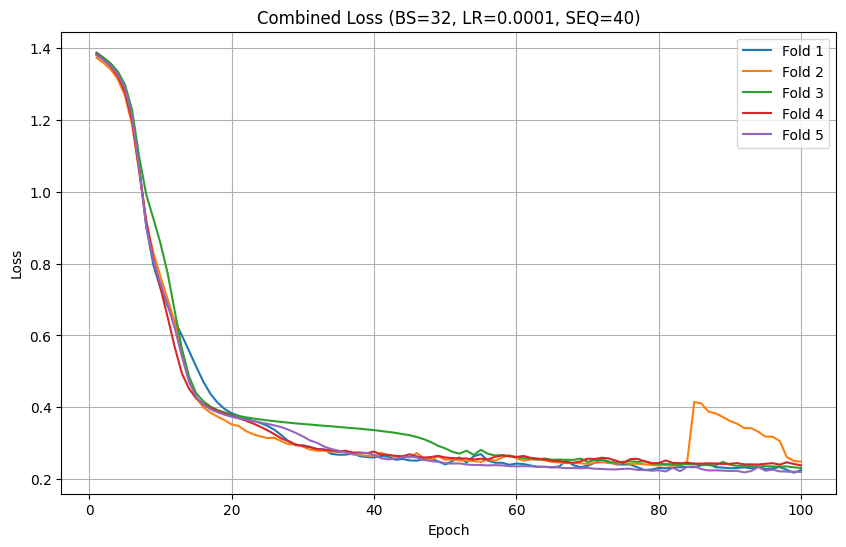 Combined Loss (BS=32, LR=0.0001, SEQ=40)
Fold 1
Fold 2
Fold 3
Fold 4
Fold 5
Loss
1.4
1.2
1.0
0.8
0.6
0.4
0.2
0 20 40 60 80 100
Epoch